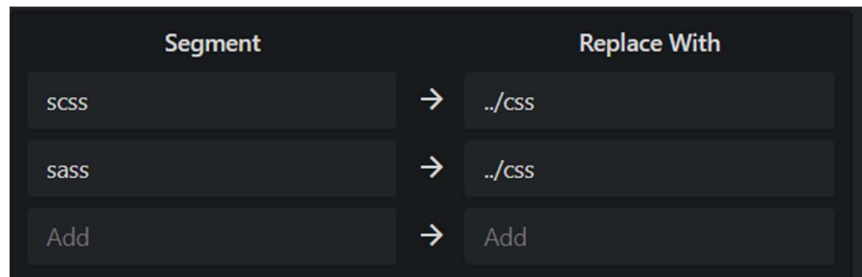 Segment Replace With
scss → ../css
sass → ../css
Add → Add